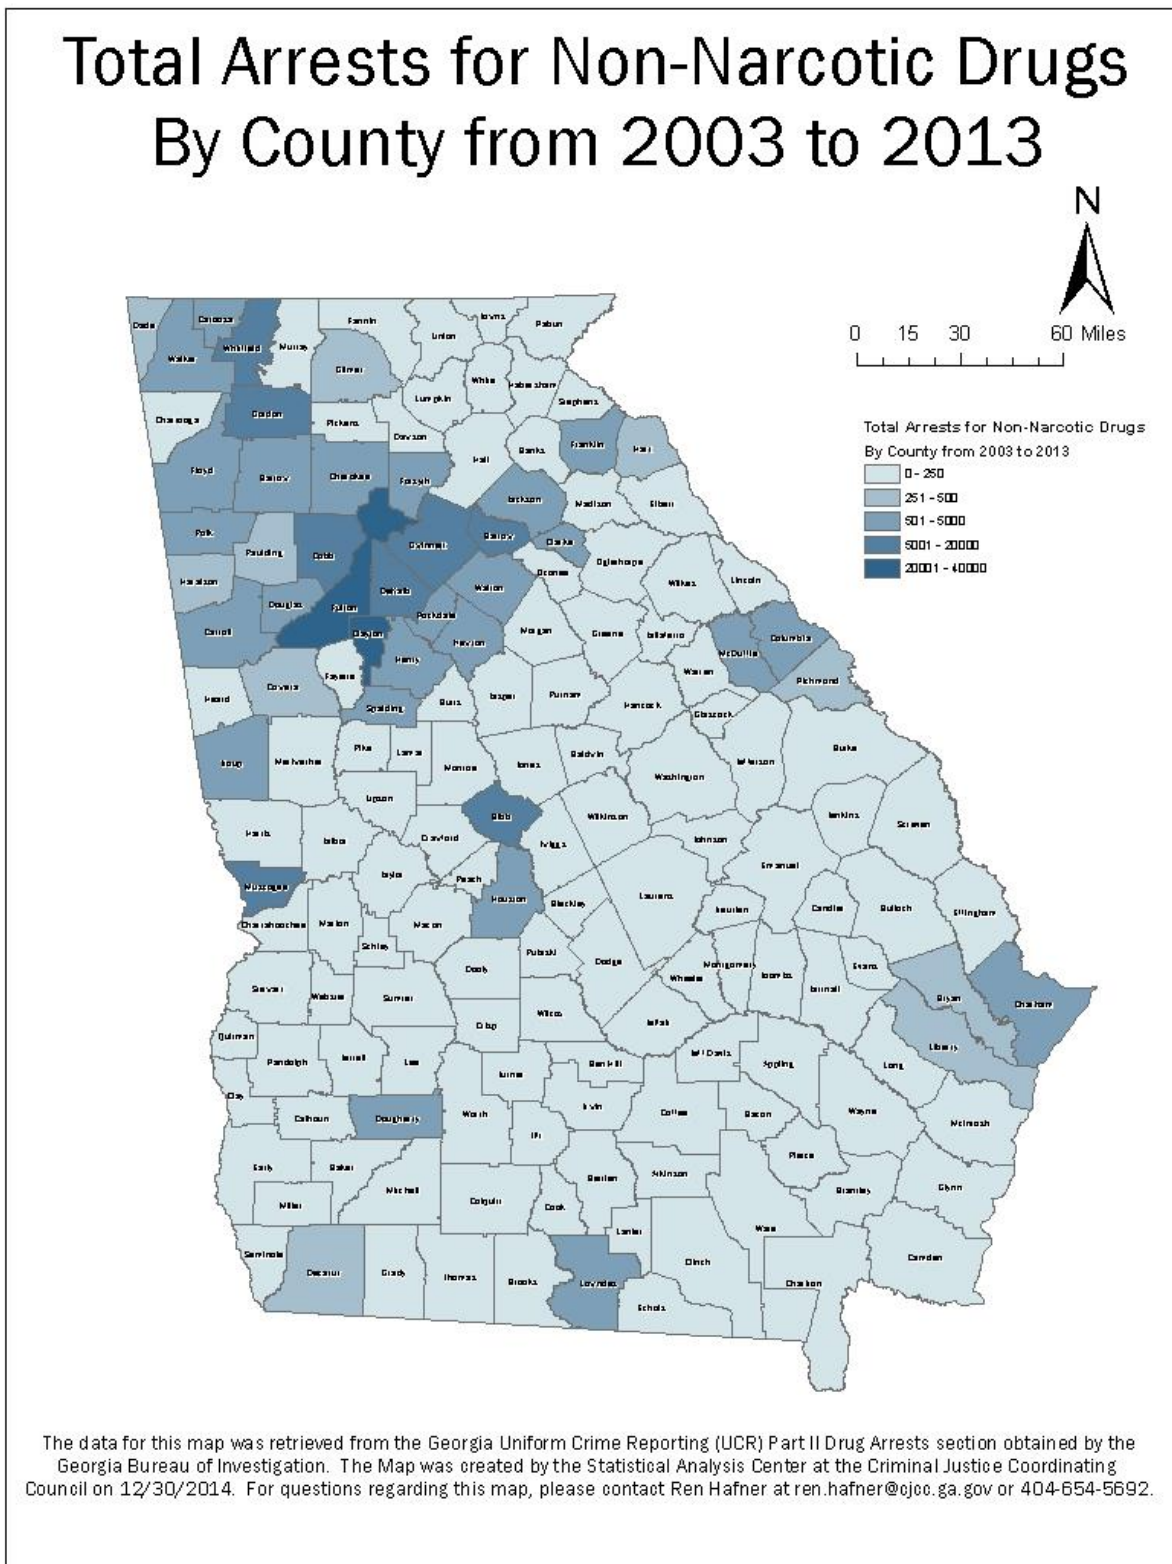 Total Arrests for Non-Narcotic Drugs
By County from 2003 to 2013
N
0 15 30 60 Miles
Total Arrests for Non-Narcotic Drugs
By County from 2003 to 2013
0 - 250
251 - 500
501 - 5000
5001 - 20000
20001 - 40000
Dade
Catoosa
Whitfield
Murray
Fannin
Union
Towns
Rabun
Walker
Gilmer
White
Habersham
Lumpkin
Stephens
Chattooga
Gordon
Pickens
Dawson
Hall
Banks
Franklin
Hart
Floyd
Bartow
Cherokee
Forsyth
Jackson
Madison
Elbert
Polk
Paulding
Cobb
Gwinnett
Barrow
Clarke
Oconee
Oglethorpe
Wilkes
Lincoln
Haralson
Douglas
Fulton
Dekalb
Rockdale
Walton
Morgan
Greene
Taliaferro
McDuffie
Columbia
Carroll
Clayton
Henry
Newton
Warren
Richmond
Heard
Coweta
Fayette
Spalding
Butts
Jasper
Putnam
Hancock
Glascock
Troup
Meriwether
Pike
Lamar
Monroe
Jones
Baldwin
Washington
Jefferson
Burke
Upson
Bibb
Wilkinson
Jenkins
Screven
Harris
Talbot
Crawford
Twiggs
Johnson
Emanuel
Muscogee
Taylor
Peach
Houston
Bleckley
Laurens
Treutlen
Candler
Bulloch
Effingham
Chattahoochee
Marion
Macon
Schley
Dooly
Pulaski
Dodge
Wheeler
Montgomery
Toombs
Evans
Stewart
Webster
Sumter
Wilcox
Telfair
Tattnall
Bryan
Chatham
Crisp
Quitman
Randolph
Terrell
Lee
Turner
Ben Hill
Jeff Davis
Appling
Long
Liberty
Clay
Calhoun
Dougherty
Worth
Irwin
Coffee
Bacon
Wayne
McIntosh
Tift
Early
Baker
Mitchell
Berrien
Atkinson
Pierce
Brantley
Glynn
Miller
Colquitt
Cook
Lanier
Ware
Seminole
Decatur
Grady
Thomas
Brooks
Lowndes
Clinch
Charlton
Camden
Echols
The data for this map was retrieved from the Georgia Uniform Crime Reporting (UCR) Part II Drug Arrests section obtained by the
Georgia Bureau of Investigation. The Map was created by the Statistical Analysis Center at the Criminal Justice Coordinating
Council on 12/30/2014. For questions regarding this map, please contact Ren Hafner at ren.hafner@cjcc.ga.gov or 404-654-5692.